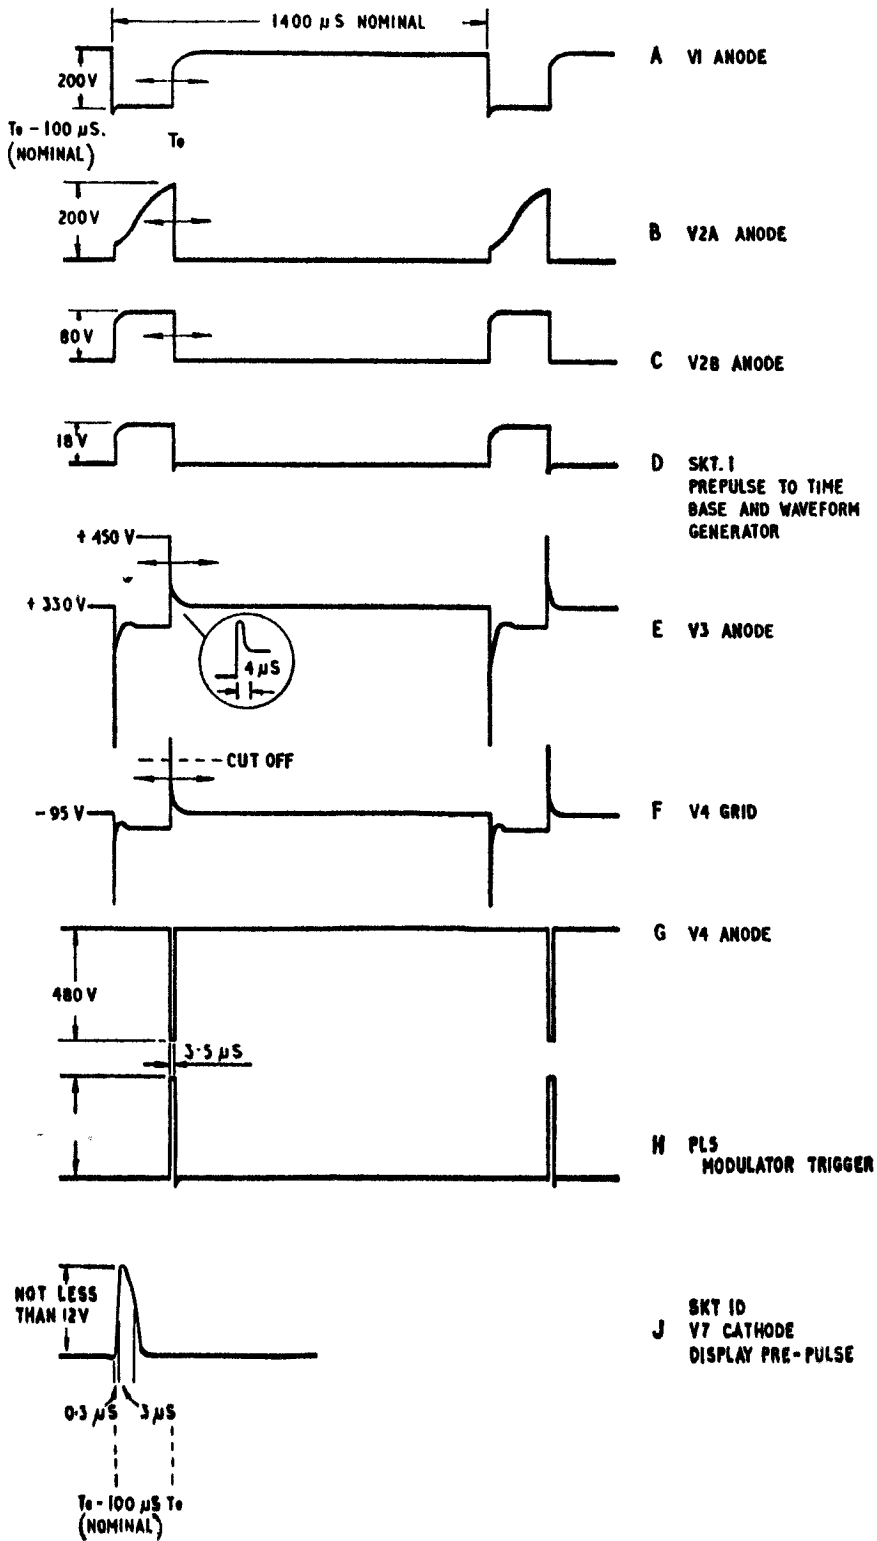 1400 µS NOMINAL
A V1 ANODE
200V
To - 100 µS.
(NOMINAL)
To
200V
B V2A ANODE
80V
C V2B ANODE
18V
D SKT. 1
PREPULSE TO TIME
BASE AND WAVEFORM
GENERATOR
+ 450 V
+ 330 V
E V3 ANODE
4 µS
CUT OFF
- 95 V
F V4 GRID
G V4 ANODE
480V
3·5 µS
H PL5
MODULATOR TRIGGER
NOT LESS
THAN 12V
SKT 10
J V7 CATHODE
DISPLAY PRE-PULSE
0·3 µS 3 µS
To - 100 µS To
(NOMINAL)